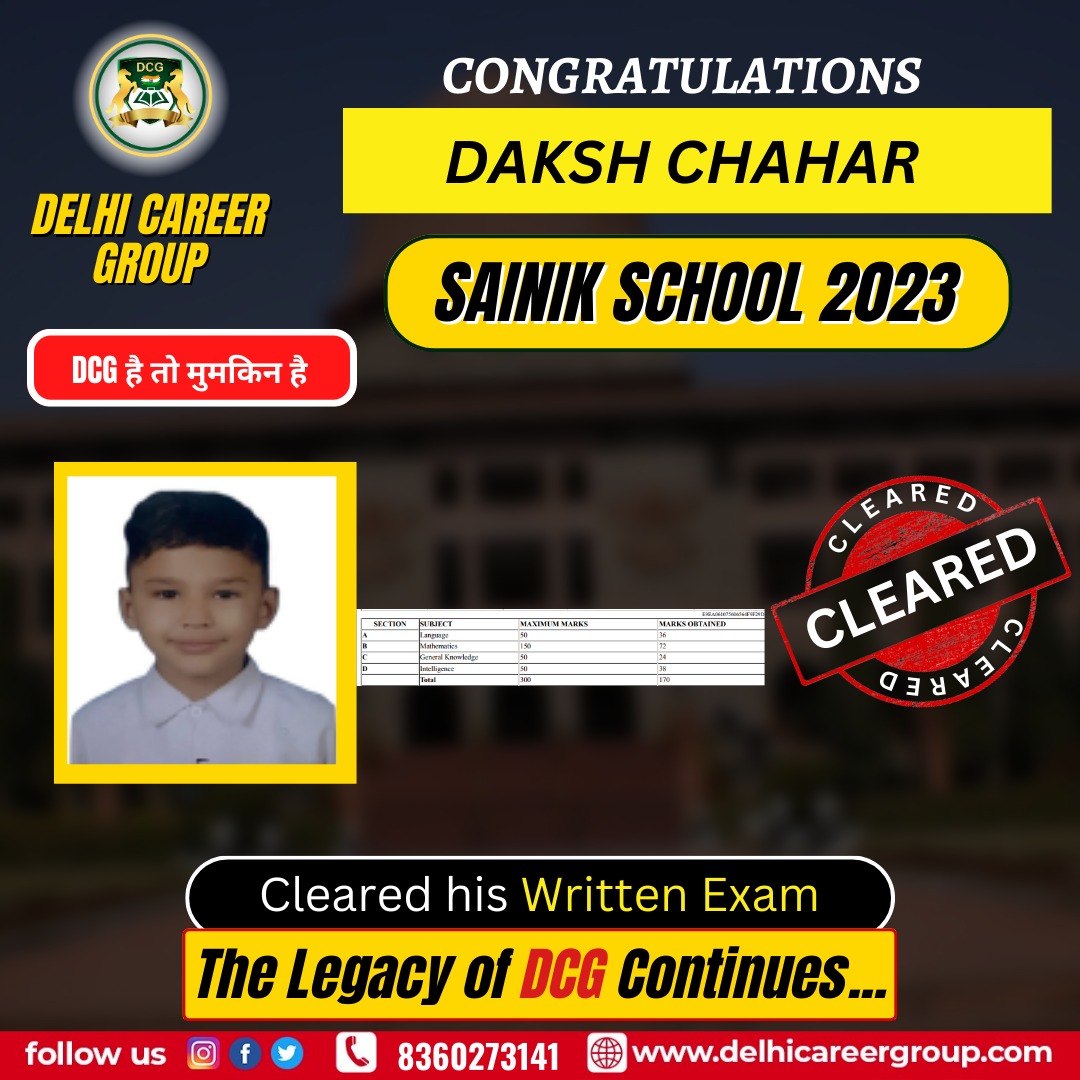 DCG
DELHI CAREER
GROUP
CONGRATULATIONS
DAKSH CHAHAR
SAINIK SCHOOL 2023
DCG है तो मुमकिन है
SECTION SUBJECT MAXIMUM MARKS MARKS OBTAINED
A Language 50 36
B Mathematics 150 72
C General Knowledge 50 24
D Intelligence 50 38
Total 300 170
CLEARED
CLEARED
CLEARED
Cleared his Written Exam
The Legacy of DCG Continues...
follow us 8360273141 www.delhicareergroup.com